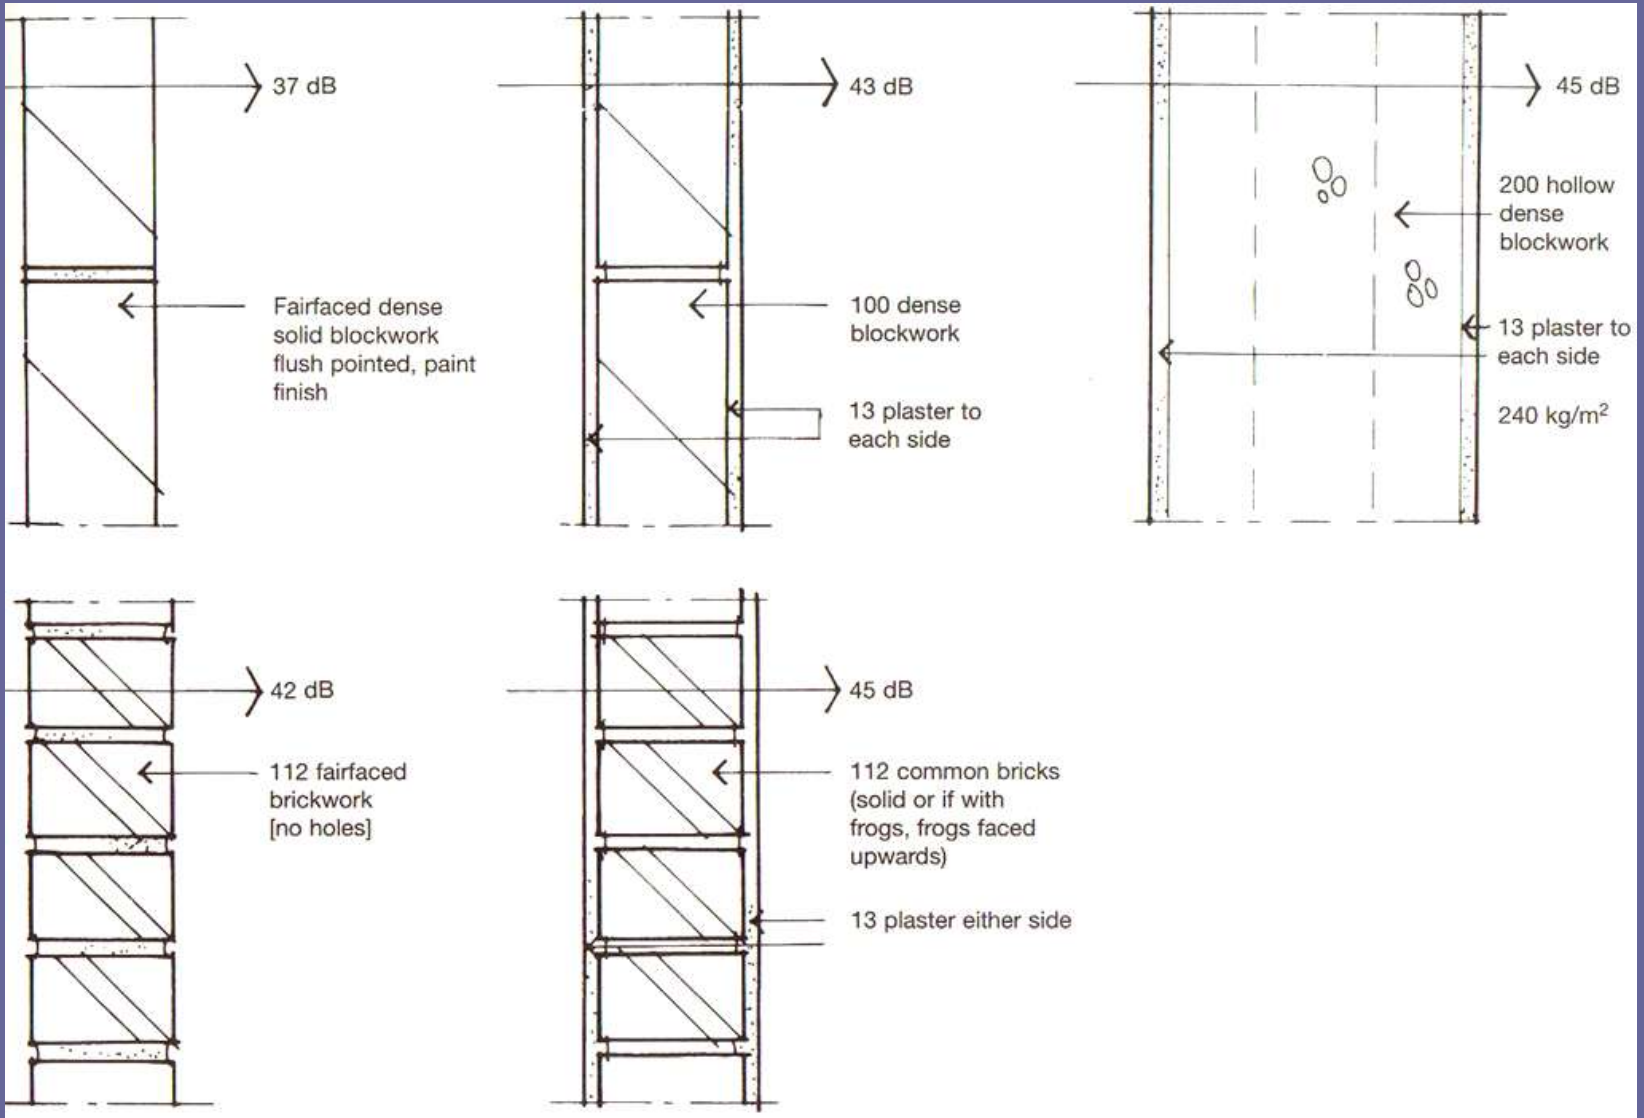 37 dB
Fairfaced dense
solid blockwork
flush pointed, paint
finish
43 dB
100 dense
blockwork
13 plaster to
each side
45 dB
200 hollow
dense
blockwork
13 plaster to
each side
240 kg/m²
42 dB
112 fairfaced
brickwork
[no holes]
45 dB
112 common bricks
(solid or if with
frogs, frogs faced
upwards)
13 plaster either side